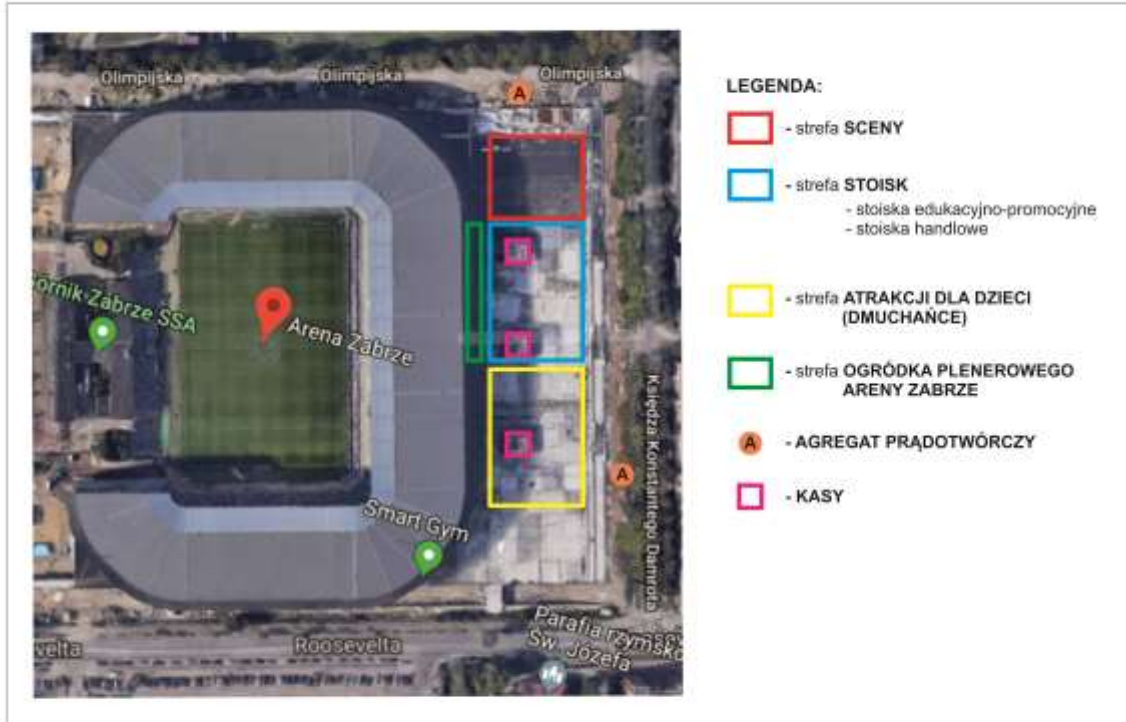 Olimpijska
Olimpijska
Olimpijska
A
Górnik Zabrze SSA
Arena Zabrze
Księdza Konstantego Damrota
A
Smart Gym
Roosevelta
Parafia rzymsko
Św. Józefa
LEGENDA:
- strefa SCENY
- strefa STOISK
- stoiska edukacyjno-promocyjne
- stoiska handlowe
- strefa ATRAKCJI DLA DZIECI
(DMUCHAŃCE)
- strefa OGRÓDKA PLENEROWEGO
ARENY ZABRZE
A - AGREGAT PRĄDOTWÓRCZY
- KASY